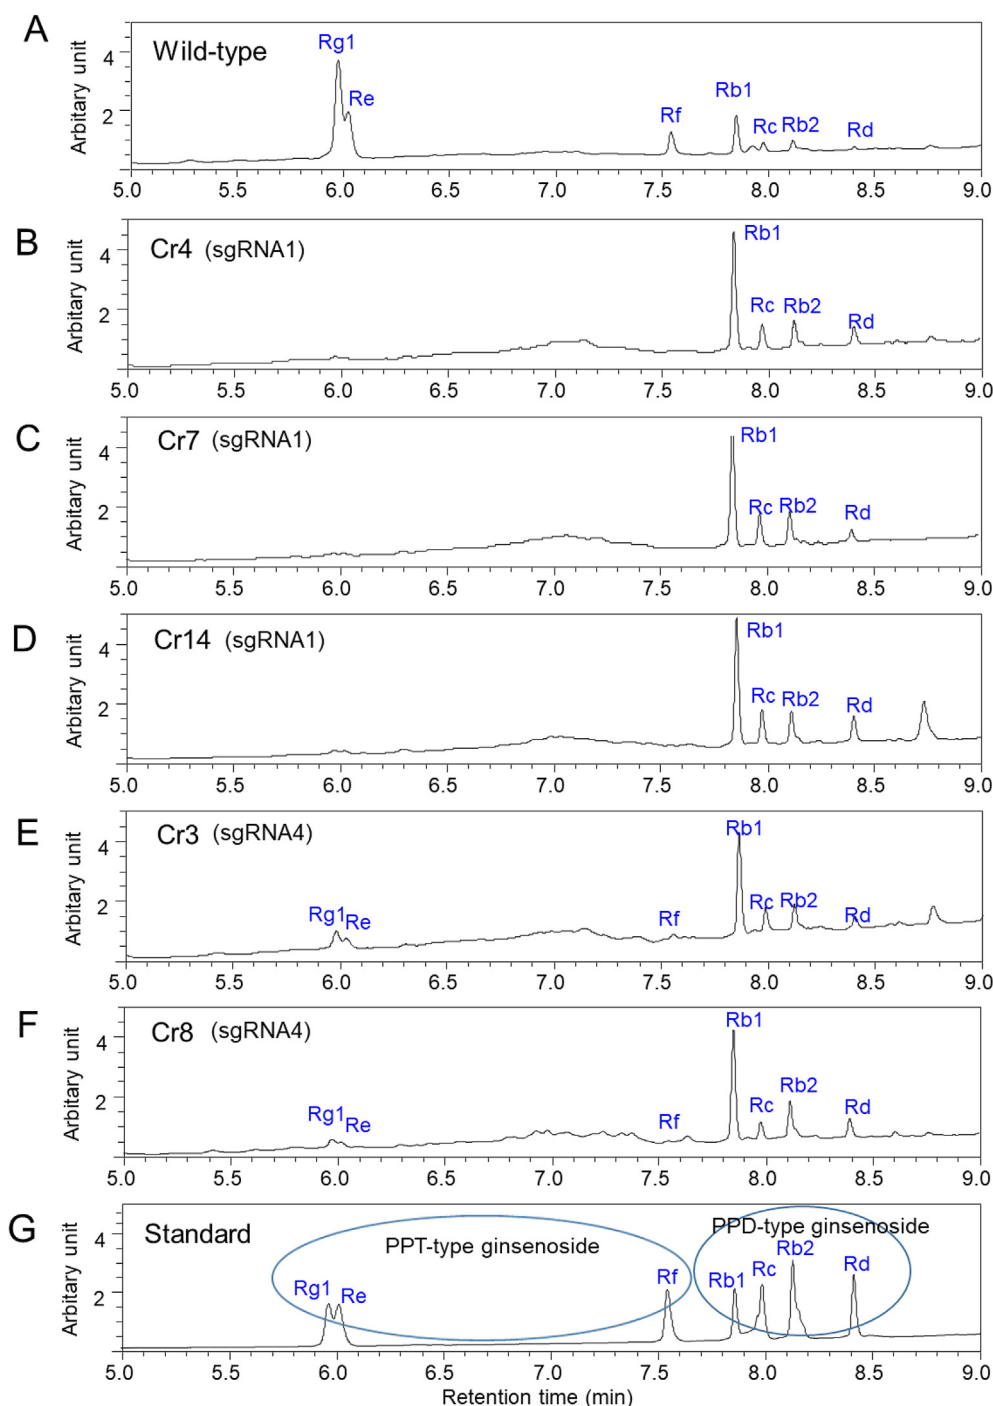 A
Arbitary unit
4
2
Wild-type
Rg1
Re
Rf
Rb1
Rc
Rb2
Rd
5.0 5.5 6.0 6.5 7.0 7.5 8.0 8.5 9.0
B
Arbitary unit
4
2
Cr4 (sgRNA1)
Rb1
Rc
Rb2
Rd
5.0 5.5 6.0 6.5 7.0 7.5 8.0 8.5 9.0
C
Arbitary unit
4
2
Cr7 (sgRNA1)
Rb1
Rc
Rb2
Rd
5.0 5.5 6.0 6.5 7.0 7.5 8.0 8.5 9.0
D
Arbitary unit
4
2
Cr14 (sgRNA1)
Rb1
Rc
Rb2
Rd
5.0 5.5 6.0 6.5 7.0 7.5 8.0 8.5 9.0
E
Arbitary unit
4
2
Cr3 (sgRNA4)
Rg1
Re
Rf
Rb1
Rc
Rb2
Rd
5.0 5.5 6.0 6.5 7.0 7.5 8.0 8.5 9.0
F
Arbitary unit
4
2
Cr8 (sgRNA4)
Rg1
Re
Rf
Rb1
Rc
Rb2
Rd
5.0 5.5 6.0 6.5 7.0 7.5 8.0 8.5 9.0
G
Arbitary unit
4
2
Standard
PPT-type ginsenoside
PPD-type ginsenoside
Rg1
Re
Rf
Rb1
Rc
Rb2
Rd
5.0 5.5 6.0 6.5 7.0 7.5 8.0 8.5 9.0
Retention time (min)